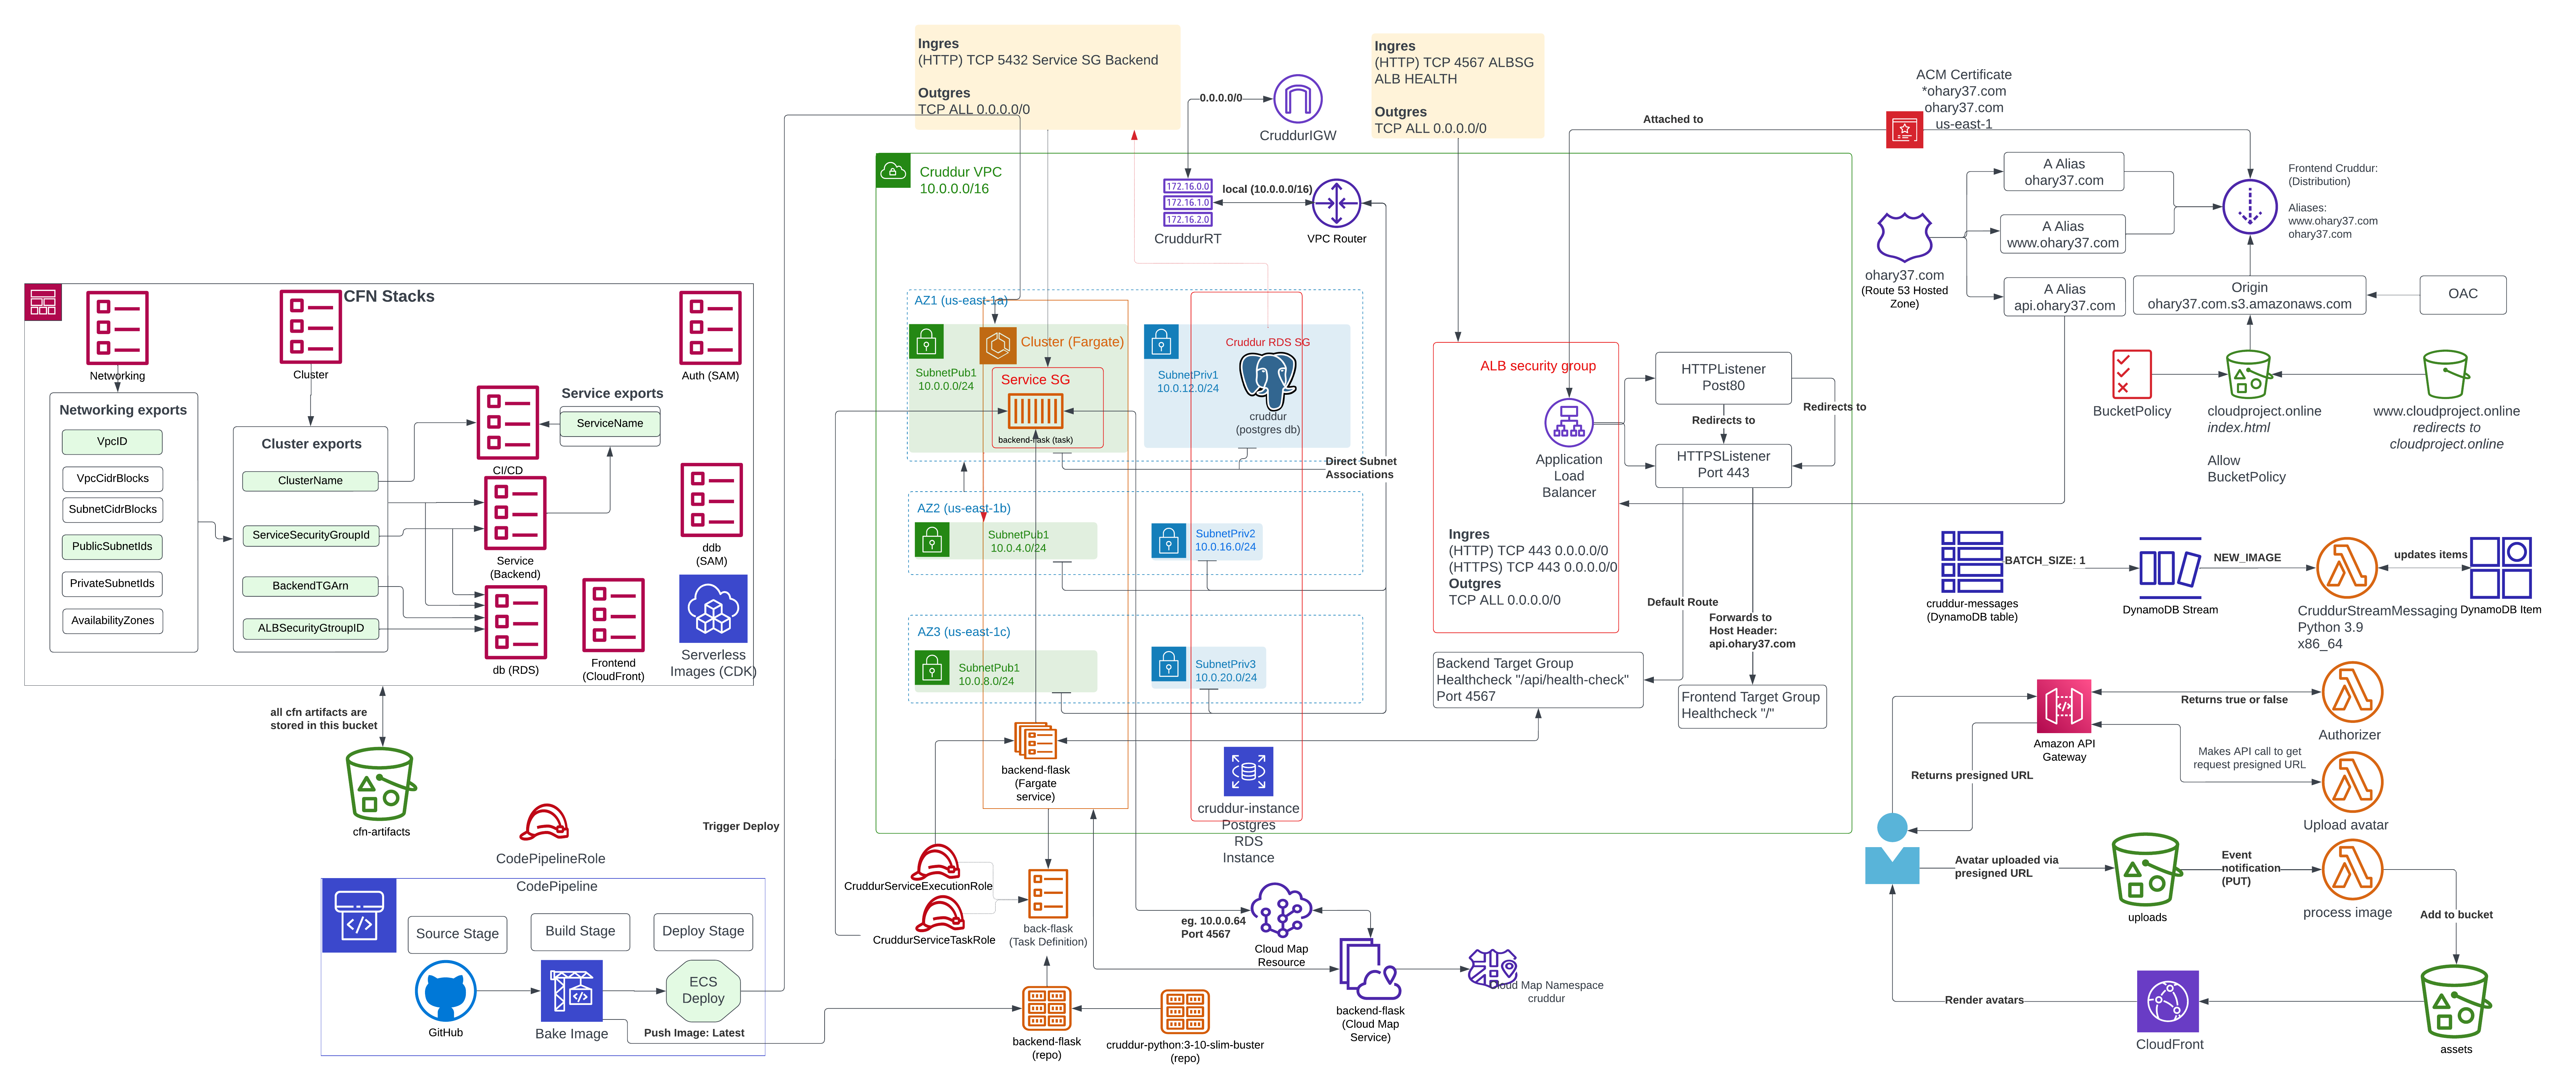 CFN Stacks
Networking
Cluster
Auth (SAM)
Networking exports
VpcID
VpcCidrBlocks
SubnetCidrBlocks
PublicSubnetIds
PrivateSubnetIds
AvailabilityZones
Cluster exports
ClusterName
ServiceSecurityGroupId
BackendTGArn
ALBSecurityGtroupID
CI/CD
Service exports
ServiceName
Service
(Backend)
db (RDS)
ddb
(SAM)
Frontend
(CloudFront)
Serverless
Images (CDK)
all cfn artifacts are
stored in this bucket
cfn-artifacts
CodePipelineRole
Trigger Deploy
CodePipeline
Source Stage
Build Stage
Deploy Stage
GitHub
Bake Image
ECS
Deploy
Push Image: Latest
Ingres
(HTTP) TCP 5432 Service SG Backend
Outgres
TCP ALL 0.0.0.0/0
0.0.0.0/0
CruddurIGW
Ingres
(HTTP) TCP 4567 ALBSG
ALB HEALTH
Outgres
TCP ALL 0.0.0.0/0
Cruddur VPC
10.0.0.0/16
172.16.0.0
172.16.1.0
172.16.2.0
CruddurRT
local (10.0.0.0/16)
VPC Router
AZ1 (us-east-1a)
SubnetPub1
10.0.0.0/24
Cluster (Fargate)
Service SG
backend-flask (task)
SubnetPriv1
10.0.12.0/24
Cruddur RDS SG
cruddur
(postgres db)
Direct Subnet
Associations
AZ2 (us-east-1b)
SubnetPub1
10.0.4.0/24
SubnetPriv2
10.0.16.0/24
AZ3 (us-east-1c)
SubnetPub1
10.0.8.0/24
SubnetPriv3
10.0.20.0/24
backend-flask
(Fargate
service)
cruddur-instance
Postgres
RDS
Instance
CruddurServiceExecutionRole
CruddurServiceTaskRole
back-flask
(Task Definition)
backend-flask
(repo)
cruddur-python:3-10-slim-buster
(repo)
eg. 10.0.0.64
Port 4567
Cloud Map
Resource
backend-flask
(Cloud Map
Service)
Cloud Map Namespace
cruddur
ALB security group
Application
Load
Balancer
Ingres
(HTTP) TCP 443 0.0.0.0/0
(HTTPS) TCP 443 0.0.0.0/0
Outgres
TCP ALL 0.0.0.0/0
HTTPListener
Post80
Redirects to
Redirects to
HTTPSListener
Port 443
Default Route
Forwards to
Host Header:
api.ohary37.com
Backend Target Group
Healthcheck "/api/health-check"
Port 4567
Frontend Target Group
Healthcheck "/"
Attached to
ACM Certificate
*ohary37.com
ohary37.com
us-east-1
A Alias
ohary37.com
A Alias
www.ohary37.com
A Alias
api.ohary37.com
ohary37.com
(Route 53 Hosted
Zone)
Frontend Cruddur:
(Distribution)
Aliases:
www.ohary37.com
ohary37.com
Origin
ohary37.com.s3.amazonaws.com
OAC
BucketPolicy
cloudproject.online
index.html
Allow
BucketPolicy
www.cloudproject.online
redirects to
cloudproject.online
cruddur-messages
(DynamoDB table)
BATCH_SIZE: 1
DynamoDB Stream
NEW_IMAGE
CruddurStreamMessaging
Python 3.9
x86_64
updates items
DynamoDB Item
Amazon API
Gateway
Returns true or false
Authorizer
Makes API call to get
request presigned URL
Upload avatar
Returns presigned URL
Avatar uploaded via
presigned URL
uploads
Event
notification
(PUT)
process image
Add to bucket
assets
CloudFront
Render avatars